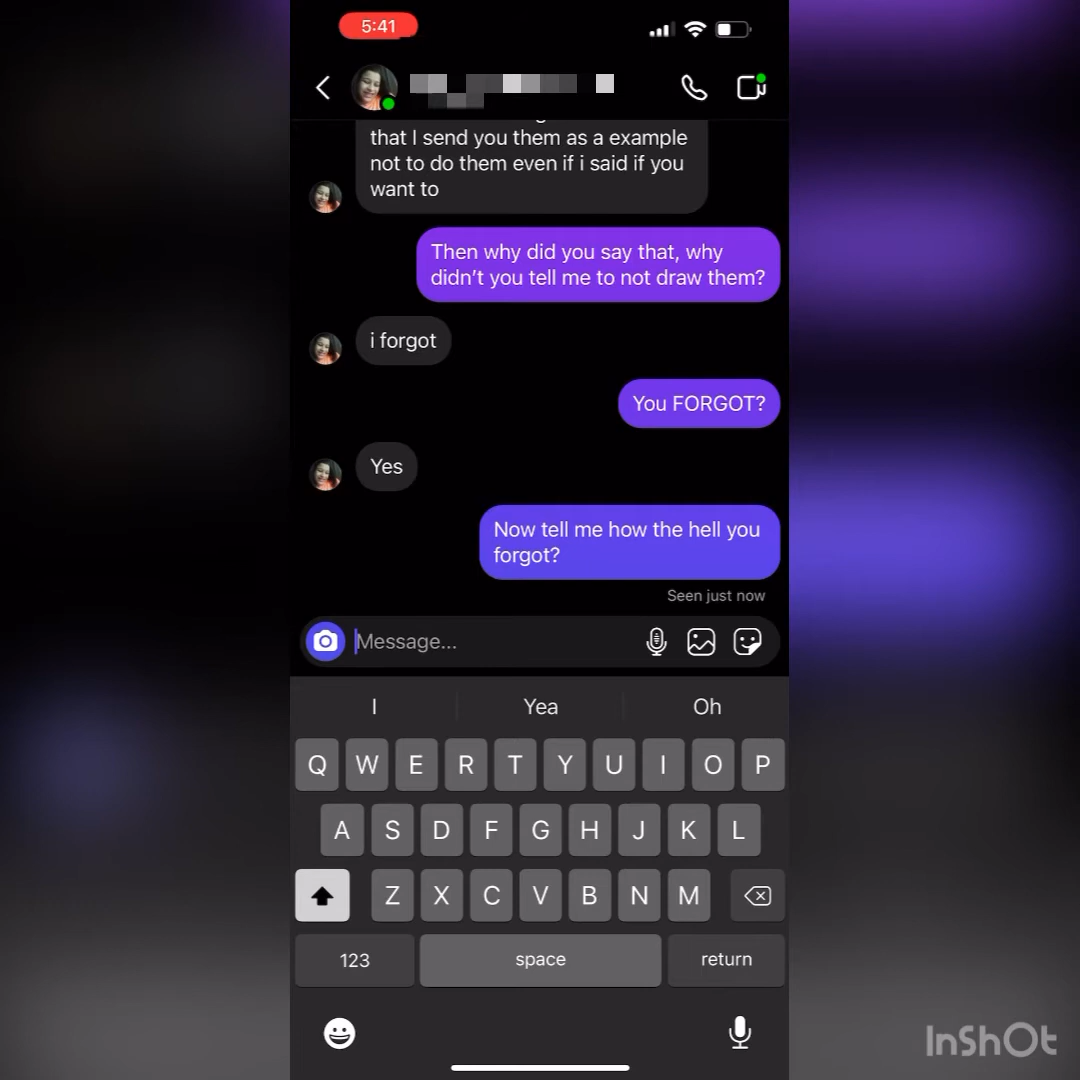 5:41
that I send you them as a example
not to do them even if i said if you
want to
Then why did you say that, why
didn’t you tell me to not draw them?
i forgot
You FORGOT?
Yes
Now tell me how the hell you
forgot?
Seen just now
Message...
I Yea Oh
Q W E R T Y U I O P
A S D F G H J K L
Z X C V B N M
123 space return
InShOt